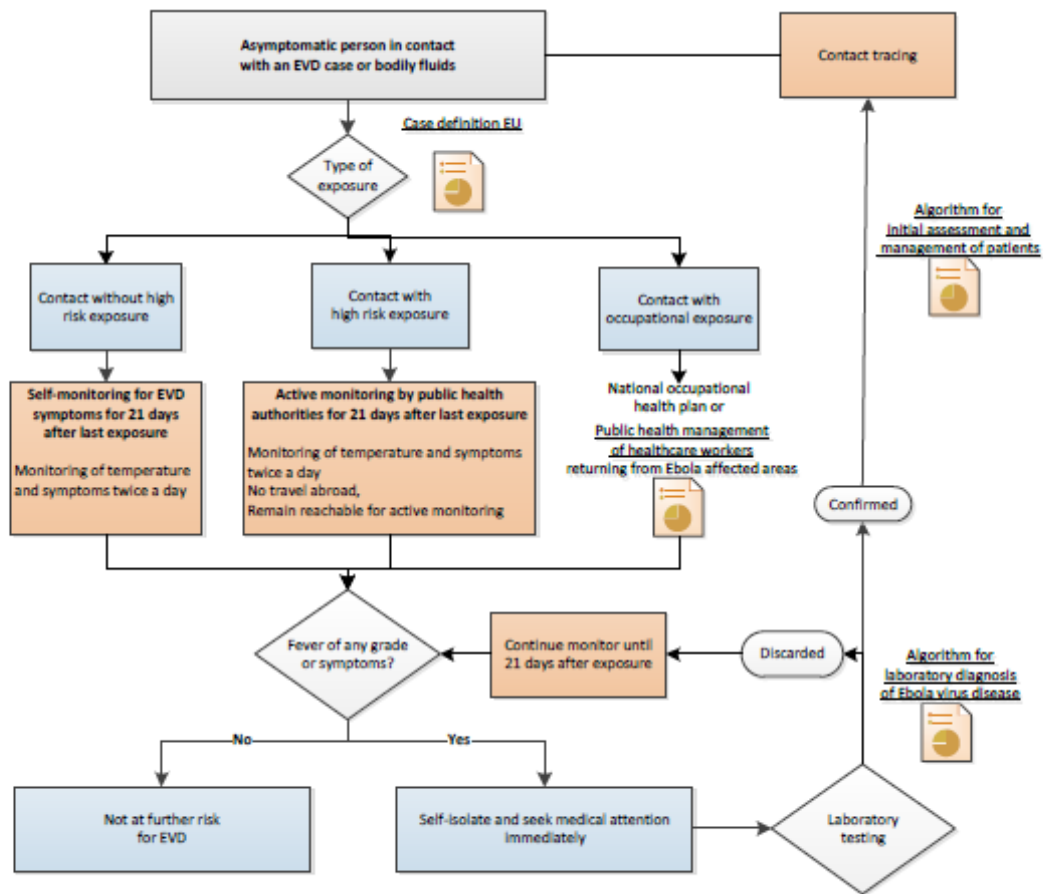 Asymptomatic person in contact
with an EVD case or bodily fluids
Contact tracing
Case definition EU
Type of
exposure
Algorithm for
initial assessment and
management of patients
Contact without high
risk exposure
Contact with
high risk exposure
Contact with
occupational exposure
Self-monitoring for EVD
symptoms for 21 days
after last exposure
Monitoring of temperature
and symptoms twice a day
Active monitoring by public health
authorities for 21 days after last exposure
Monitoring of temperature and symptoms
twice a day
No travel abroad,
Remain reachable for active monitoring
National occupational
health plan or
Public health management
of healthcare workers
returning from Ebola affected areas
Confirmed
Fever of any grade
or symptoms?
Continue monitor until
21 days after exposure
Discarded
Algorithm for
laboratory diagnosis
of Ebola virus disease
No
Yes
Not at further risk
for EVD
Self-isolate and seek medical attention
immediately
Laboratory
testing